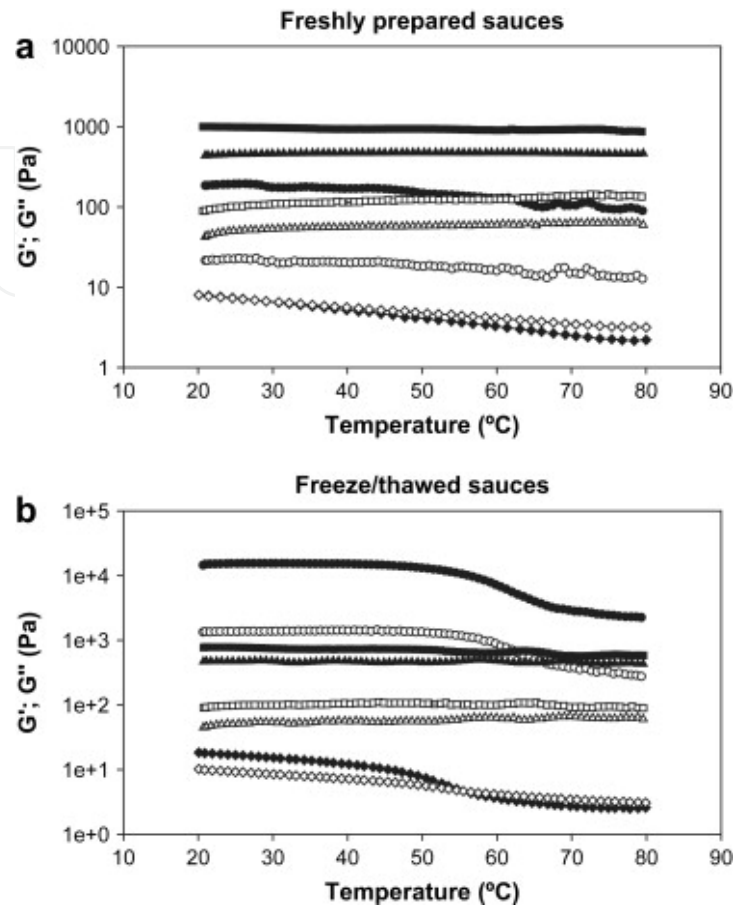 Freshly prepared sauces
a
10000
1000
100
10
1
G'; G" (Pa)
10 20 30 40 50 60 70 80 90
Temperature (ºC)
Freeze/thawed sauces
b
1e+5
1e+4
1e+3
1e+2
1e+1
1e+0
G'; G" (Pa)
10 20 30 40 50 60 70 80 90
Temperature (ºC)